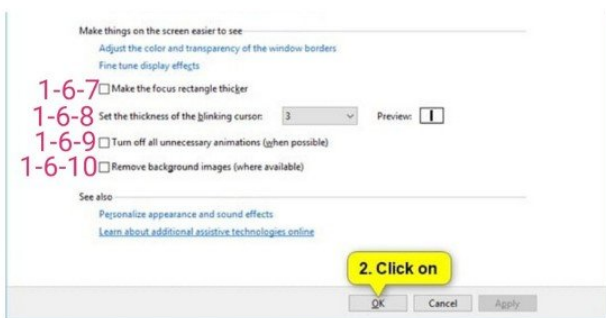 Make things on the screen easier to see
Adjust the color and transparency of the window borders
Fine tune display effects
1-6-7 Make the focus rectangle thicker
1-6-8 Set the thickness of the blinking cursor: 3 Preview:
1-6-9 Turn off all unnecessary animations (when possible)
1-6-10 Remove background images (where available)
See also
Personalize appearance and sound effects
Learn about additional assistive technologies online
2. Click on
OK Cancel Apply